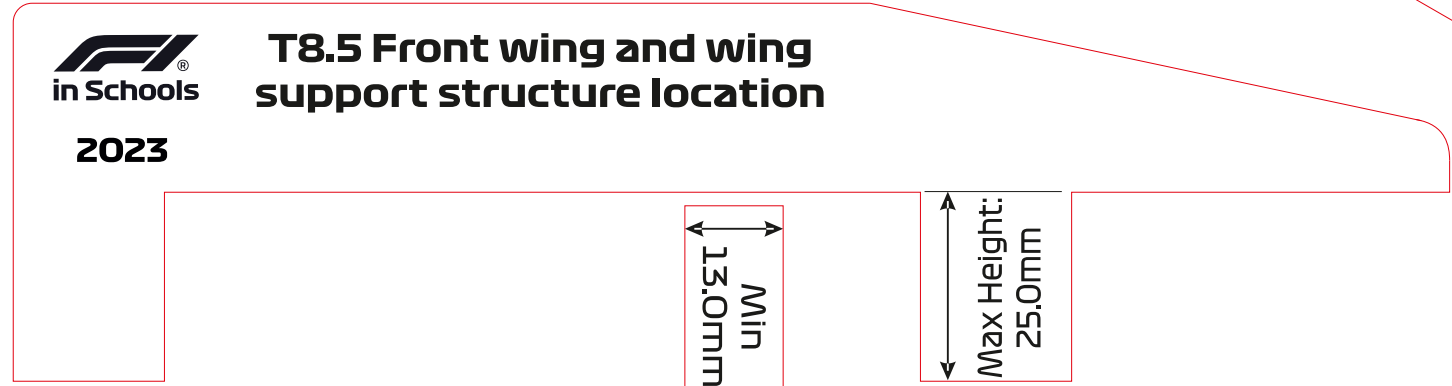 T8.5 Front wing and wing
support structure location
F1 ®
in Schools
2023
Min
13.0mm
Max Height:
25.0mm